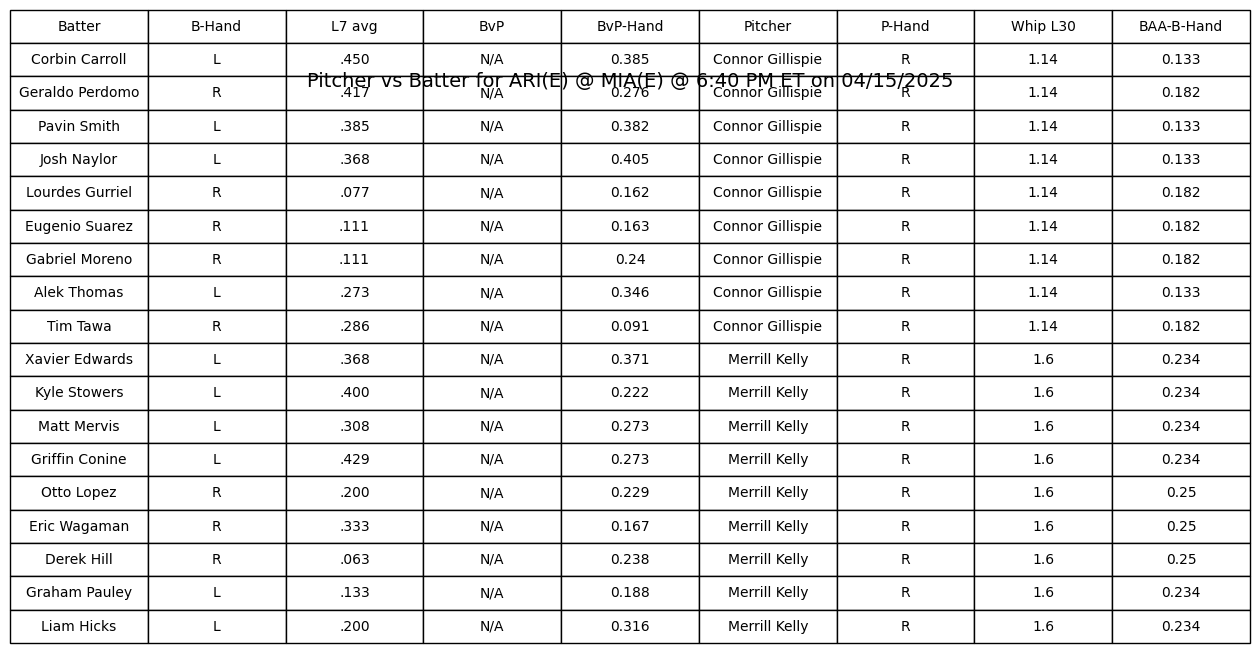 Batter B-Hand L7 avg BvP BvP-Hand Pitcher P-Hand Whip L30 BAA-B-Hand
Corbin Carroll L .450 N/A 0.385 Connor Gillispie R 1.14 0.133
Pitcher vs Batter for ARI(E) @ MIA(E) @ 6:40 PM ET on 04/15/2025
Geraldo Perdomo R .417 N/A 0.276 Connor Gillispie R 1.14 0.182
Pavin Smith L .385 N/A 0.382 Connor Gillispie R 1.14 0.133
Josh Naylor L .368 N/A 0.405 Connor Gillispie R 1.14 0.133
Lourdes Gurriel R .077 N/A 0.162 Connor Gillispie R 1.14 0.182
Eugenio Suarez R .111 N/A 0.163 Connor Gillispie R 1.14 0.182
Gabriel Moreno R .111 N/A 0.24 Connor Gillispie R 1.14 0.182
Alek Thomas L .273 N/A 0.346 Connor Gillispie R 1.14 0.133
Tim Tawa R .286 N/A 0.091 Connor Gillispie R 1.14 0.182
Xavier Edwards L .368 N/A 0.371 Merrill Kelly R 1.6 0.234
Kyle Stowers L .400 N/A 0.222 Merrill Kelly R 1.6 0.234
Matt Mervis L .308 N/A 0.273 Merrill Kelly R 1.6 0.234
Griffin Conine L .429 N/A 0.273 Merrill Kelly R 1.6 0.234
Otto Lopez R .200 N/A 0.229 Merrill Kelly R 1.6 0.25
Eric Wagaman R .333 N/A 0.167 Merrill Kelly R 1.6 0.25
Derek Hill R .063 N/A 0.238 Merrill Kelly R 1.6 0.25
Graham Pauley L .133 N/A 0.188 Merrill Kelly R 1.6 0.234
Liam Hicks L .200 N/A 0.316 Merrill Kelly R 1.6 0.234